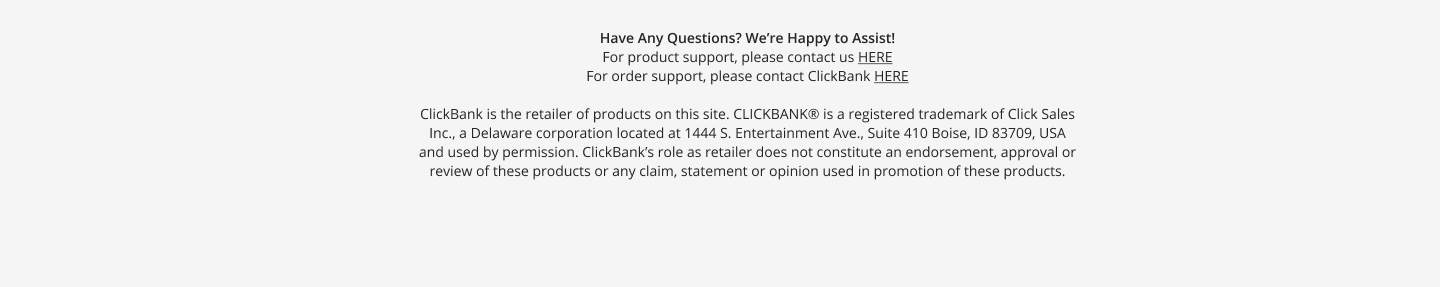 Have Any Questions? We’re Happy to Assist!
For product support, please contact us HERE
For order support, please contact ClickBank HERE
ClickBank is the retailer of products on this site. CLICKBANK® is a registered trademark of Click Sales
Inc., a Delaware corporation located at 1444 S. Entertainment Ave., Suite 410 Boise, ID 83709, USA
and used by permission. ClickBank’s role as retailer does not constitute an endorsement, approval or
review of these products or any claim, statement or opinion used in promotion of these products.